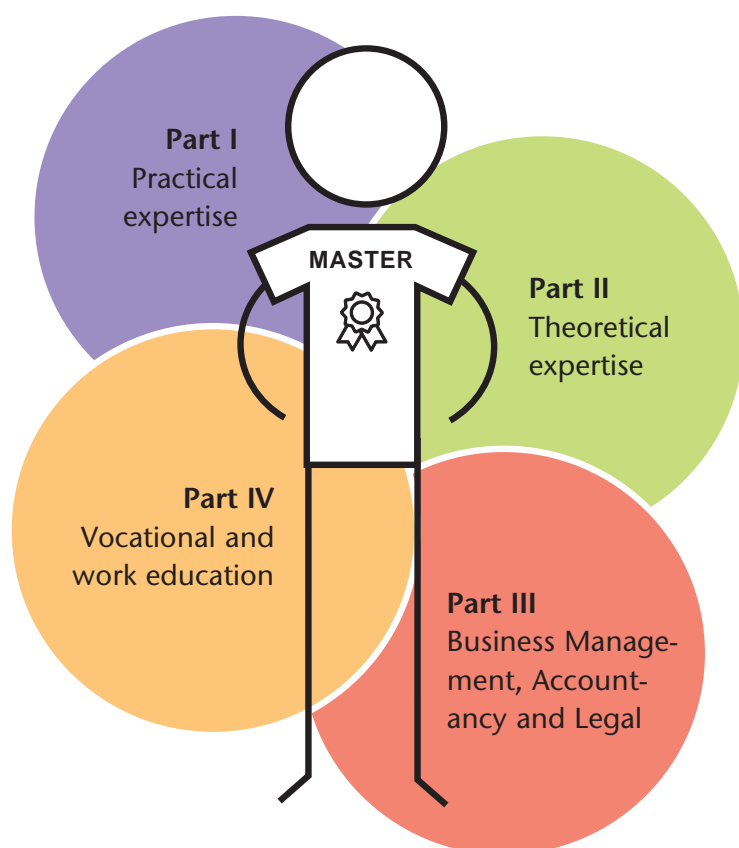 Part I
Practical
expertise
MASTER
Part II
Theoretical
expertise
Part IV
Vocational and
work education
Part III
Business Manage-
ment, Account-
ancy and Legal